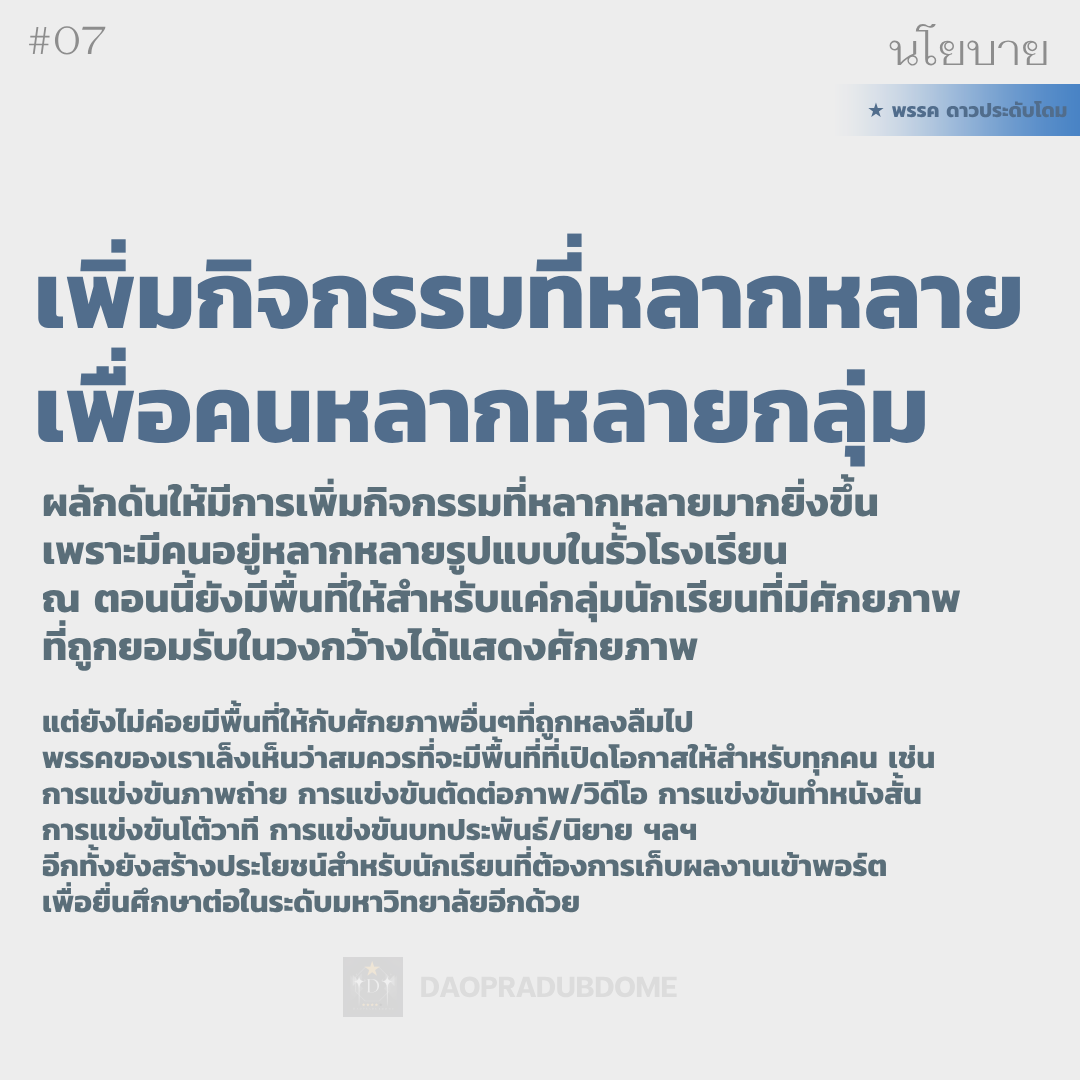 #07
นโยบาย
★ พรรค ดาวประดับโดม
เพิ่มกิจกรรมที่หลากหลาย
เพื่อคนหลากหลายกลุ่ม
ผลักดันให้มีการเพิ่มกิจกรรมที่หลากหลายมากยิ่งขึ้น
เพราะมีคนอยู่หลากหลายรูปแบบในรั้วโรงเรียน
ณ ตอนนี้ยังมีพื้นที่ให้สำหรับแค่กลุ่มนักเรียนที่มีศักยภาพ
ที่ถูกยอมรับในวงกว้างได้แสดงศักยภาพ
แต่ยังไม่ค่อยมีพื้นที่ให้กับศักยภาพอื่นๆที่ถูกหลงลืมไป
พรรคของเราเล็งเห็นว่าสมควรที่จะมีพื้นที่ที่เปิดโอกาสให้สำหรับทุกคน เช่น
การแข่งขันภาพถ่าย การแข่งขันตัดต่อภาพ/วิดีโอ การแข่งขันทำหนังสั้น
การแข่งขันโต้วาที การแข่งขันบทประพันธ์/นิยาย ฯลฯ
อีกทั้งยังสร้างประโยชน์สำหรับนักเรียนที่ต้องการเก็บผลงานเข้าพอร์ต
เพื่อยื่นศึกษาต่อในระดับมหาวิทยาลัยอีกด้วย
D
DAOPRADUBDOME